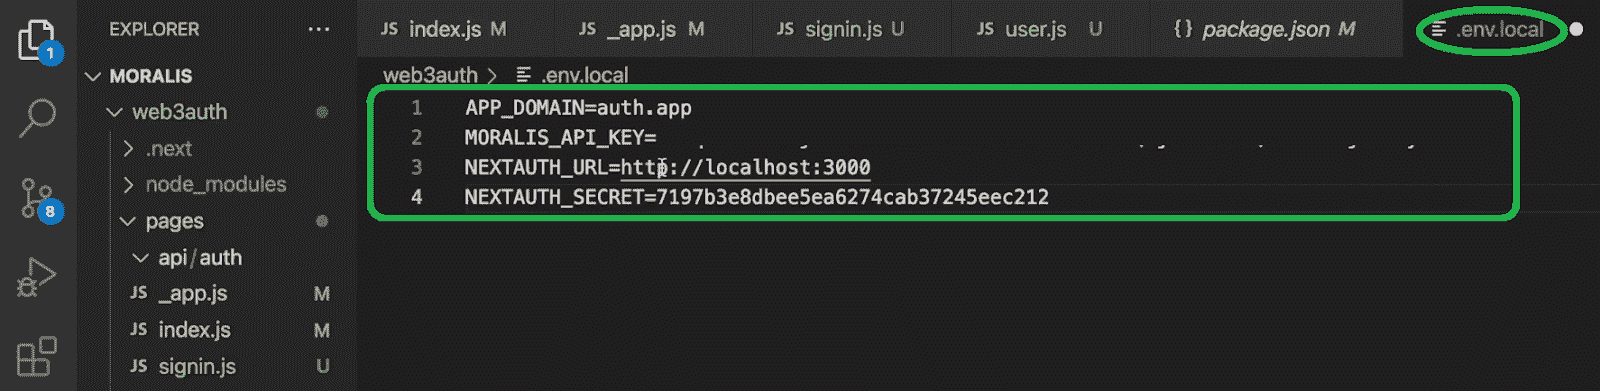 EXPLORER ...
MORALIS
web3auth
.next
node_modules
pages
api/auth
JS _app.js M
JS index.js M
JS signin.js U
1
8
JS index.js M JS _app.js M JS signin.js U JS user.js U {} package.json M .env.local
web3auth > .env.local
1 APP_DOMAIN=auth.app
2 MORALIS_API_KEY=
3 NEXTAUTH_URL=http://localhost:3000
4 NEXTAUTH_SECRET=7197b3e8dbee5ea6274cab37245eec212